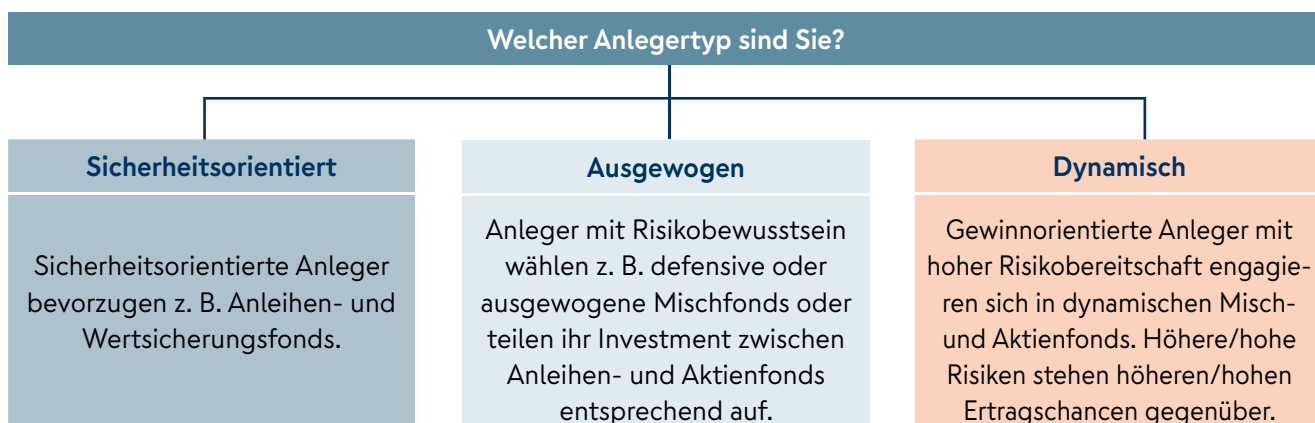 Welcher Anlegertyp sind Sie?
Sicherheitsorientiert
Sicherheitsorientierte Anleger
bevorzugen z. B. Anleihen- und
Wertsicherungsfonds.
Ausgewogen
Anleger mit Risikobewusstsein
wählen z. B. defensive oder
ausgewogene Mischfonds oder
teilen ihr Investment zwischen
Anleihen- und Aktienfonds
entsprechend auf.
Dynamisch
Gewinnorientierte Anleger mit
hoher Risikobereitschaft engagie-
ren sich in dynamischen Misch-
und Aktienfonds. Höhere/hohe
Risiken stehen höheren/hohen
Ertragschancen gegenüber.